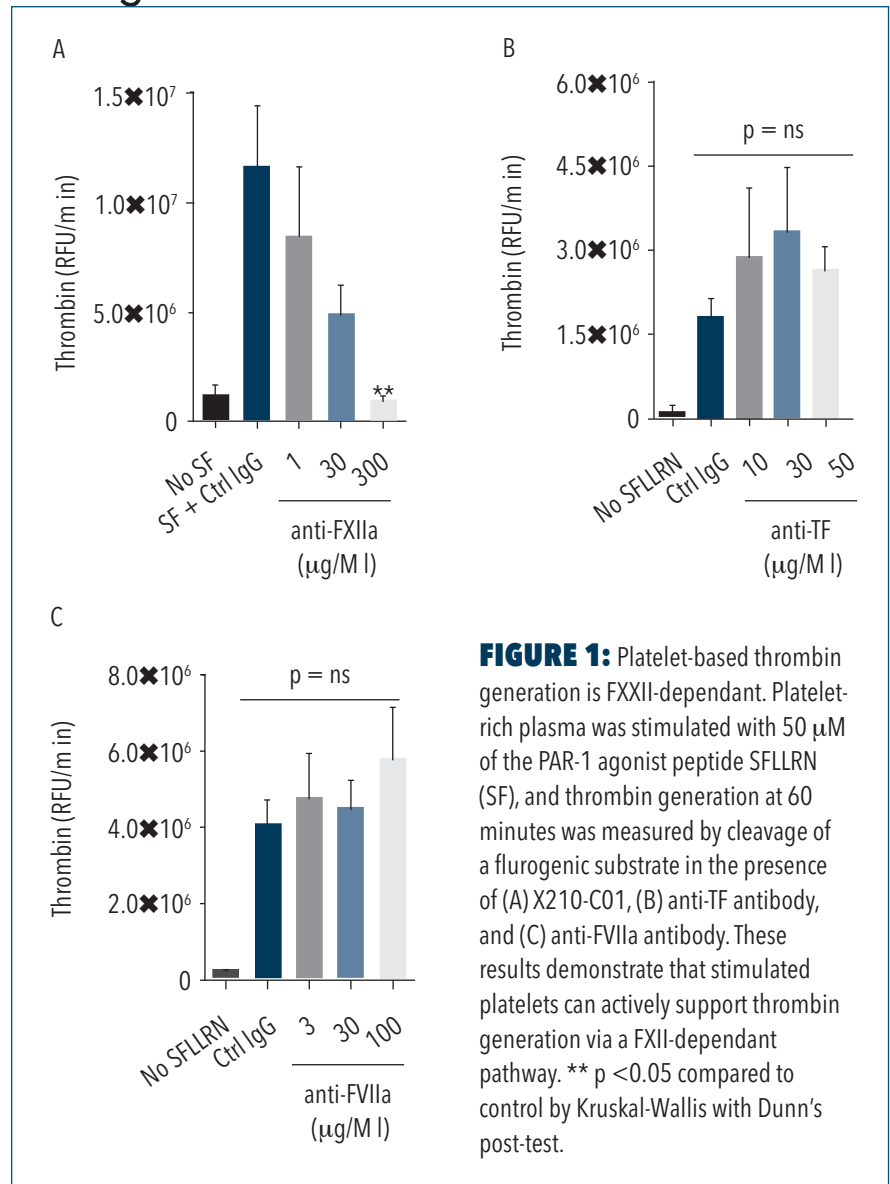 A
1.5✖10⁷
1.0✖10⁷
5.0✖10⁶
0
Thrombin (RFU/m in)
**
No SF
SF + Ctrl IgG
1
30
300
anti-FXIIa
(μg/M l)
B
6.0✖10⁶
4.5✖10⁶
3.0✖10⁶
1.5✖10⁶
0
Thrombin (RFU/m in)
p = ns
No SFLLRN
Ctrl IgG
10
30
50
anti-TF
(μg/M l)
C
8.0✖10⁶
6.0✖10⁶
4.0✖10⁶
2.0✖10⁶
0
Thrombin (RFU/m in)
p = ns
No SFLLRN
Ctrl IgG
3
30
100
anti-FVIIa
(μg/M l)
FIGURE 1: Platelet-based thrombin
generation is FXXII-dependant. Platelet-
rich plasma was stimulated with 50 μM
of the PAR-1 agonist peptide SFLLRN
(SF), and thrombin generation at 60
minutes was measured by cleavage of
a flurogenic substrate in the presence
of (A) X210-C01, (B) anti-TF antibody,
and (C) anti-FVIIa antibody. These
results demonstrate that stimulated
platelets can actively support thrombin
generation via a FXII-dependant
pathway. ** p <0.05 compared to
control by Kruskal-Wallis with Dunn's
post-test.